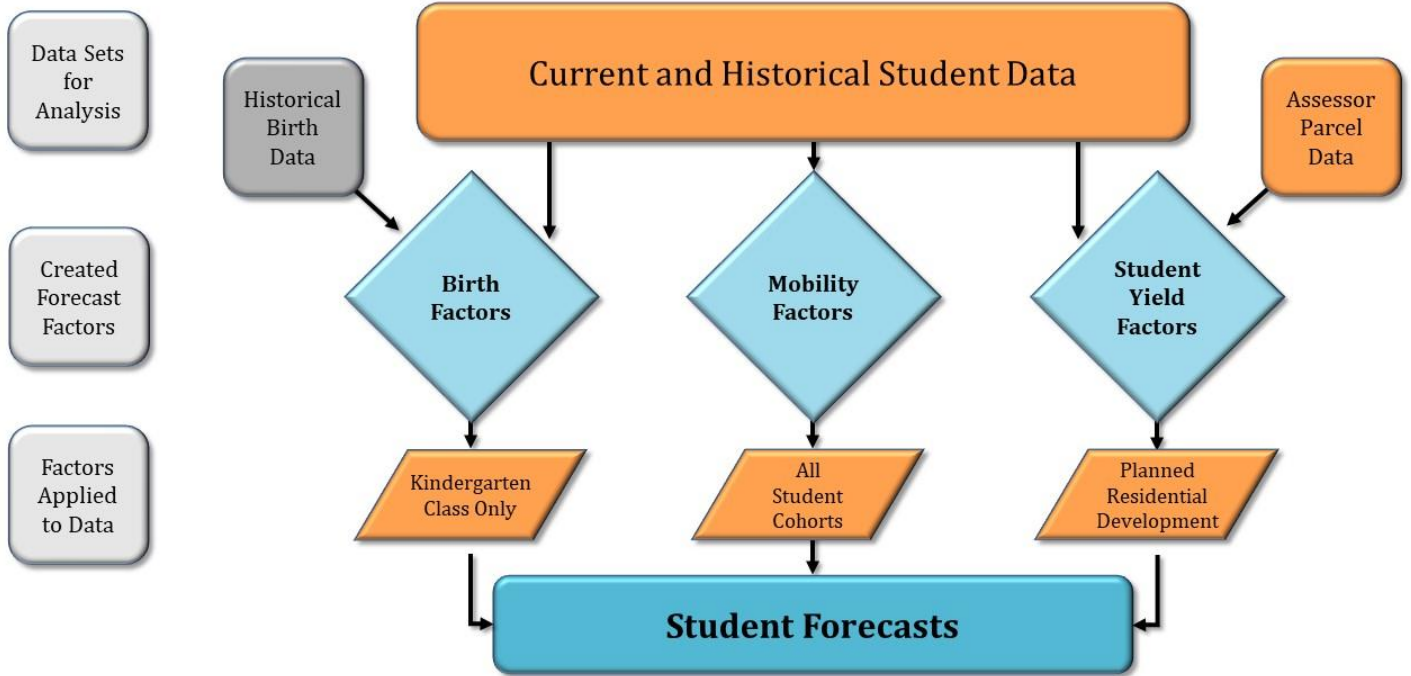 Data Sets
for
Analysis
Historical
Birth
Data
Current and Historical Student Data
Assessor
Parcel
Data
Created
Forecast
Factors
Birth
Factors
Mobility
Factors
Student
Yield
Factors
Factors
Applied
to Data
Kindergarten
Class Only
All
Student
Cohorts
Planned
Residential
Development
Student Forecasts